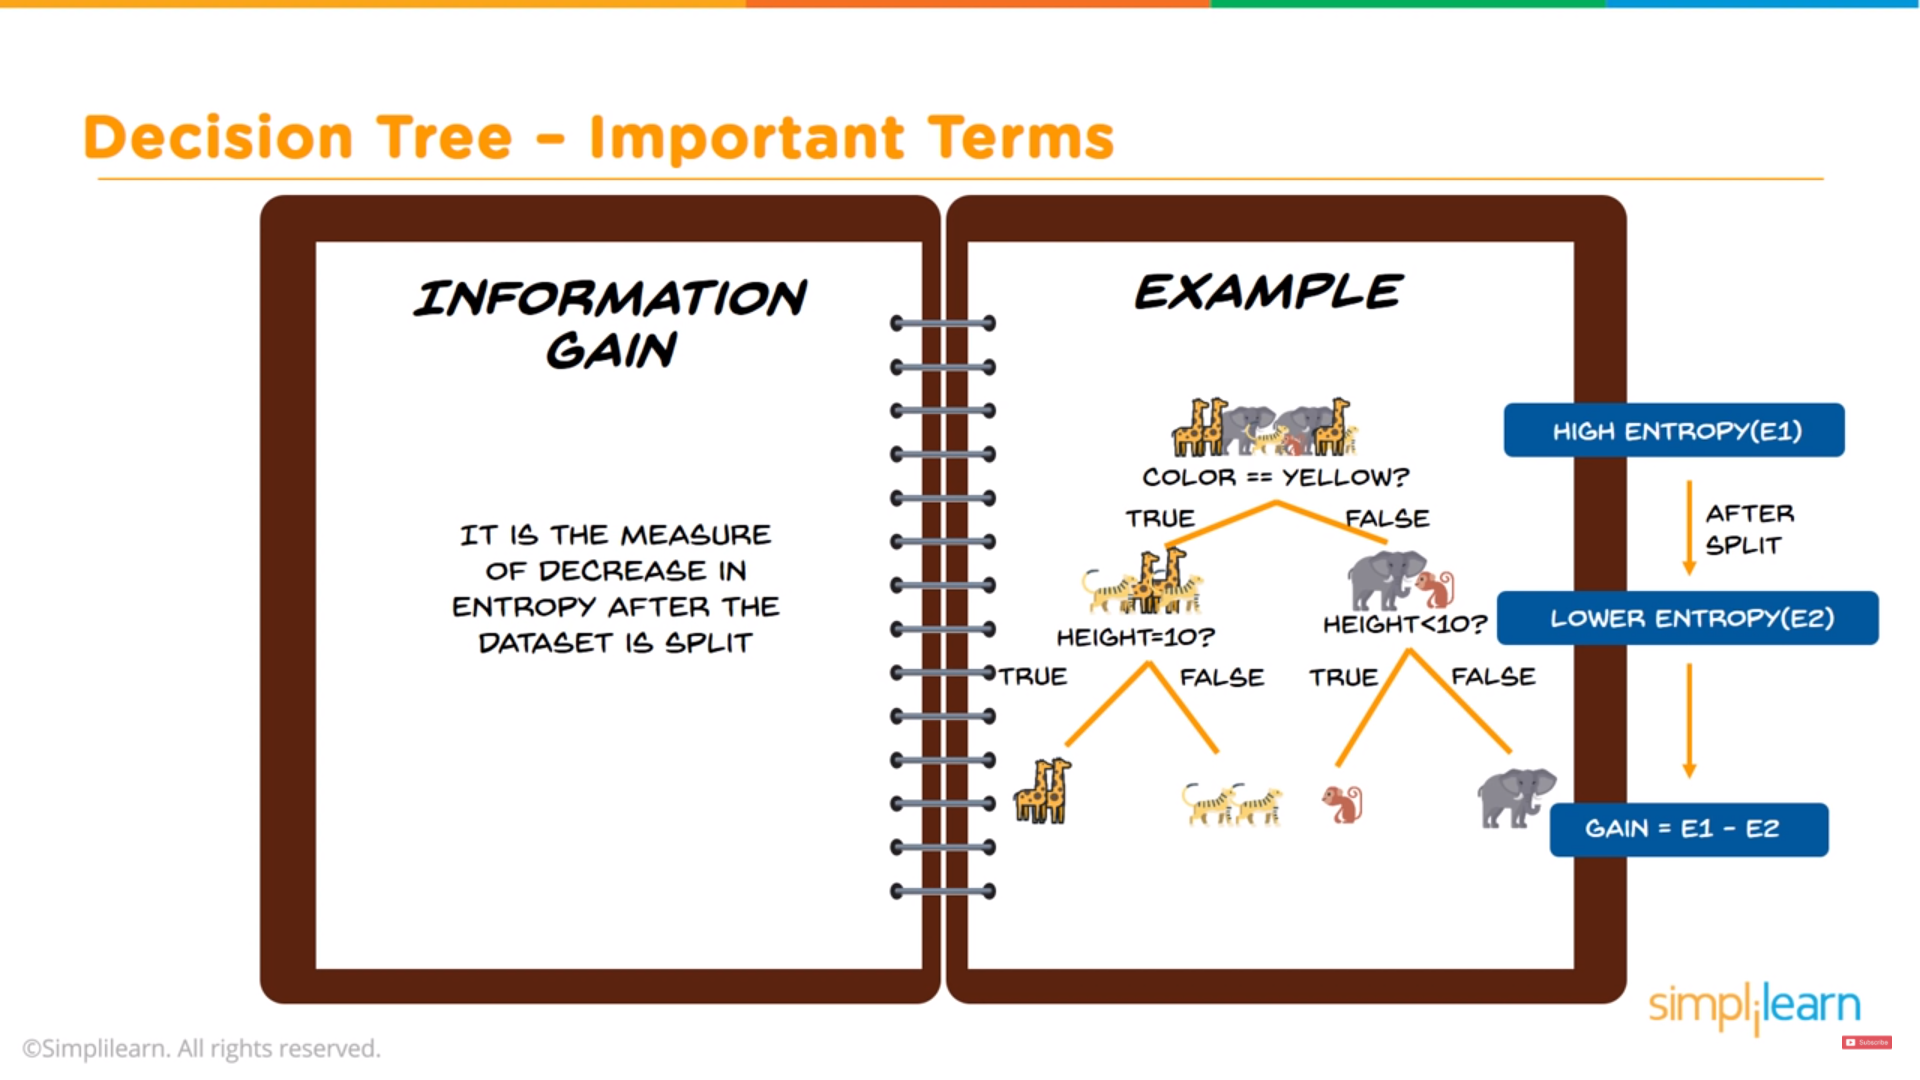 Decision Tree – Important Terms
INFORMATION
GAIN
IT IS THE MEASURE
OF DECREASE IN
ENTROPY AFTER THE
DATASET IS SPLIT
EXAMPLE
COLOR == YELLOW?
TRUE FALSE
HEIGHT=10?
HEIGHT<10?
TRUE FALSE TRUE FALSE
HIGH ENTROPY(E1)
AFTER
SPLIT
LOWER ENTROPY(E2)
GAIN = E1 - E2
simplilearn
Subscribe
©Simplilearn. All rights reserved.